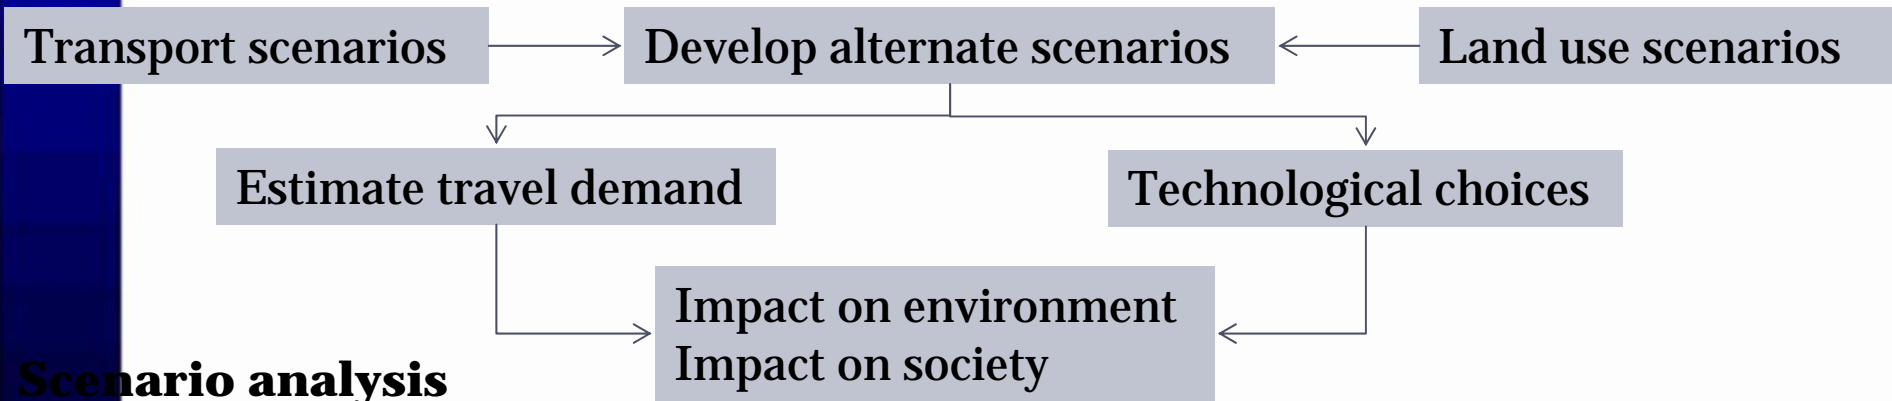 Transport scenarios
Develop alternate scenarios
Land use scenarios
Estimate travel demand
Technological choices
Impact on environment
Impact on society
Scenario analysis